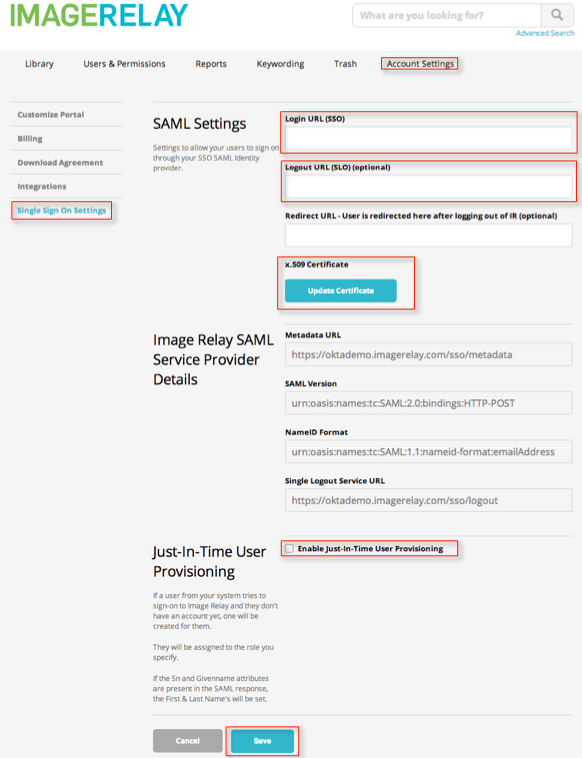 IMAGERELAY
What are you looking for?
Advanced Search
Library Users & Permissions Reports Keywording Trash Account Settings
Customize Portal
Billing
Download Agreement
Integrations
Single Sign On Settings
SAML Settings
Settings to allow your users to sign on
through your SSO SAML Identity
provider.
Login URL (SSO)
Logout URL (SLO) (optional)
Redirect URL - User is redirected here after logging out of IR (optional)
x.509 Certificate
Update Certificate
Image Relay SAML
Service Provider
Details
Metadata URL
https://oktademo.imagerelay.com/sso/metadata
SAML Version
urn:oasis:names:tc:SAML:2.0:bindings:HTTP-POST
NameID Format
urn:oasis:names:tc:SAML:1.1:nameid-format:emailAddress
Single Logout Service URL
https://oktademo.imagerelay.com/sso/logout
Just-In-Time User
Provisioning
If a user from your system tries to
sign-on to Image Relay and they don't
have an account yet, one will be
created for them.
They will be assigned to the role you
specify.
If the Sn and Givenname attributes
are present in the SAML response,
the First & Last Name's will be set.
Enable Just-In-Time User Provisioning
Cancel Save